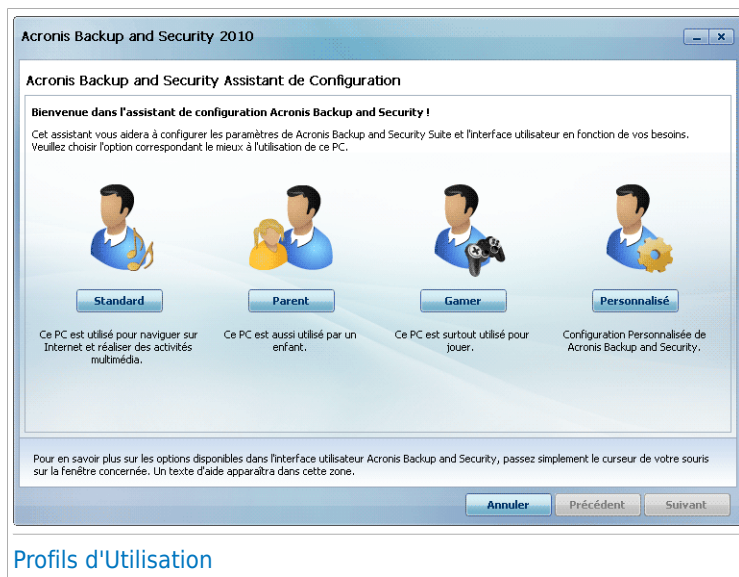 Acronis Backup and Security 2010
Acronis Backup and Security Assistant de Configuration
Bienvenue dans l'assistant de configuration Acronis Backup and Security !
Cet assistant vous aidera à configurer les paramètres de Acronis Backup and Security Suite et l'interface utilisateur en fonction de vos besoins.
Veuillez choisir l'option correspondant le mieux à l'utilisation de ce PC.
Standard
Parent
Gamer
Personnalisé
Ce PC est utilisé pour naviguer sur
Internet et réaliser des activités
multimédia.
Ce PC est aussi utilisé par un
enfant.
Ce PC est surtout utilisé pour
jouer.
Configuration Personnalisée de
Acronis Backup and Security.
Pour en savoir plus sur les options disponibles dans l'interface utilisateur Acronis Backup and Security, passez simplement le curseur de votre souris
sur la fenêtre concernée. Un texte d'aide apparaîtra dans cette zone.
Annuler
Précédent
Suivant
Profils d'Utilisation